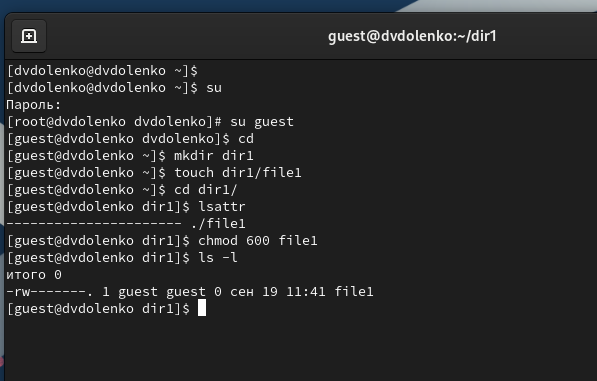 guest@dvdolenko:~/dir1
[dvdolenko@dvdolenko ~]$
[dvdolenko@dvdolenko ~]$ su
Пароль:
[root@dvdolenko dvdolenko]# su guest
[guest@dvdolenko dvdolenko]$ cd
[guest@dvdolenko ~]$ mkdir dir1
[guest@dvdolenko ~]$ touch dir1/file1
[guest@dvdolenko ~]$ cd dir1/
[guest@dvdolenko dir1]$ lsattr
---------------------- ./file1
[guest@dvdolenko dir1]$ chmod 600 file1
[guest@dvdolenko dir1]$ ls -l
итого 0
-rw-------. 1 guest guest 0 сен 19 11:41 file1
[guest@dvdolenko dir1]$